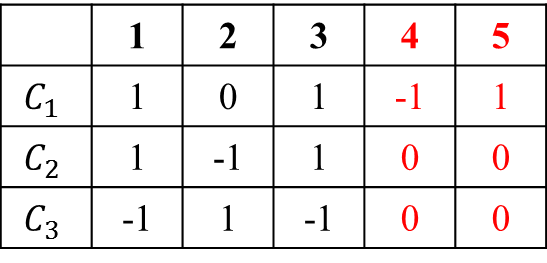 1 2 3 4 5
C₁ 1 0 1 -1 1
C₂ 1 -1 1 0 0
C₃ -1 1 -1 0 0